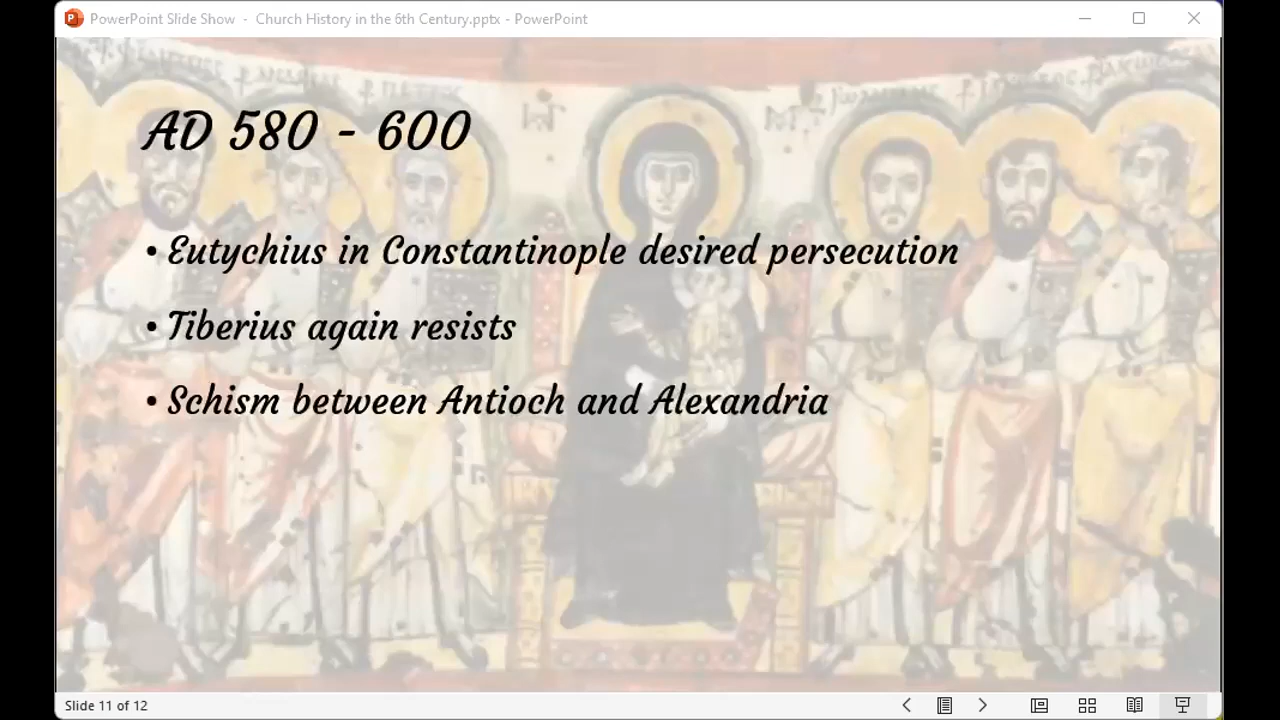 PowerPoint Slide Show - Church History in the 6th Century.pptx - PowerPoint
AD 580 - 600
• Eutychius in Constantinople desired persecution
• Tiberius again resists
• Schism between Antioch and Alexandria
Slide 11 of 12